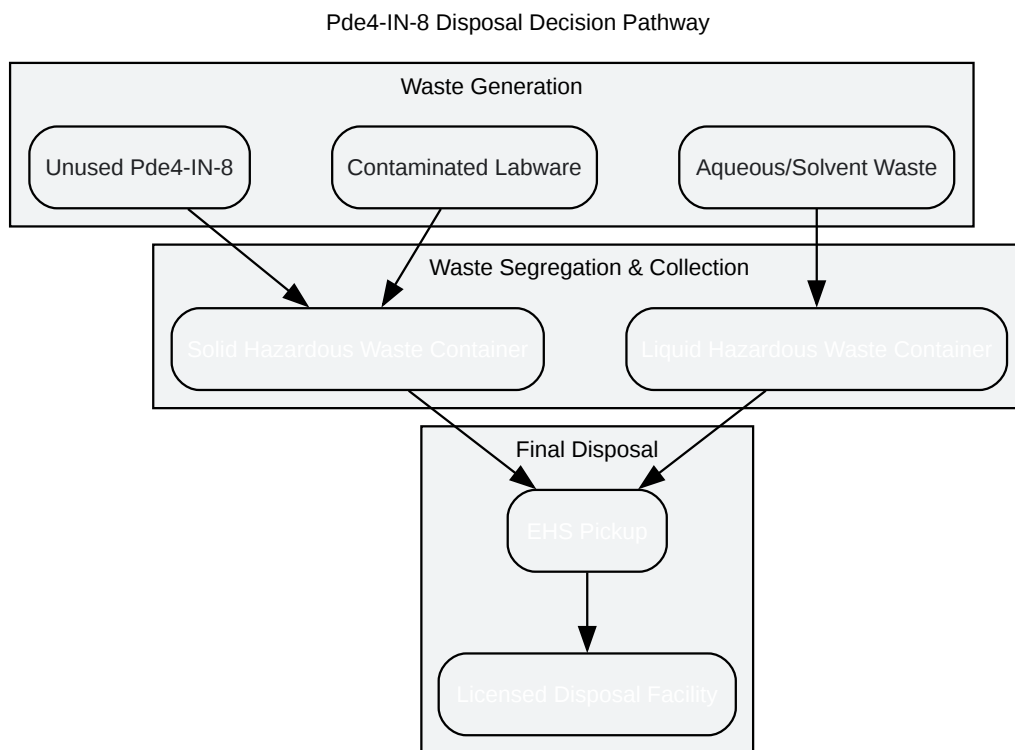 Pde4-IN-8 Disposal Decision Pathway
Waste Generation
Unused Pde4-IN-8
Contaminated Labware
Aqueous/Solvent Waste
Waste Segregation & Collection
Solid Hazardous Waste Container
Liquid Hazardous Waste Container
Final Disposal
EHS Pickup
Licensed Disposal Facility